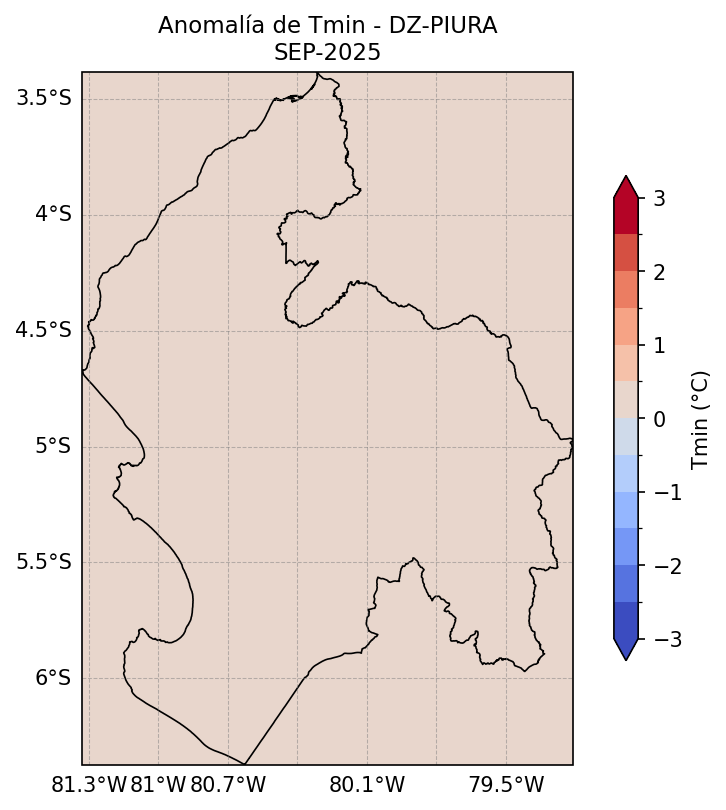 Anomalía de Tmin - DZ-PIURA
SEP-2025
3.5°S
4°S
4.5°S
5°S
5.5°S
6°S
81.3°W 81°W 80.7°W 80.1°W 79.5°W
3
2
1
0
−1
−2
−3
Tmin (°C)